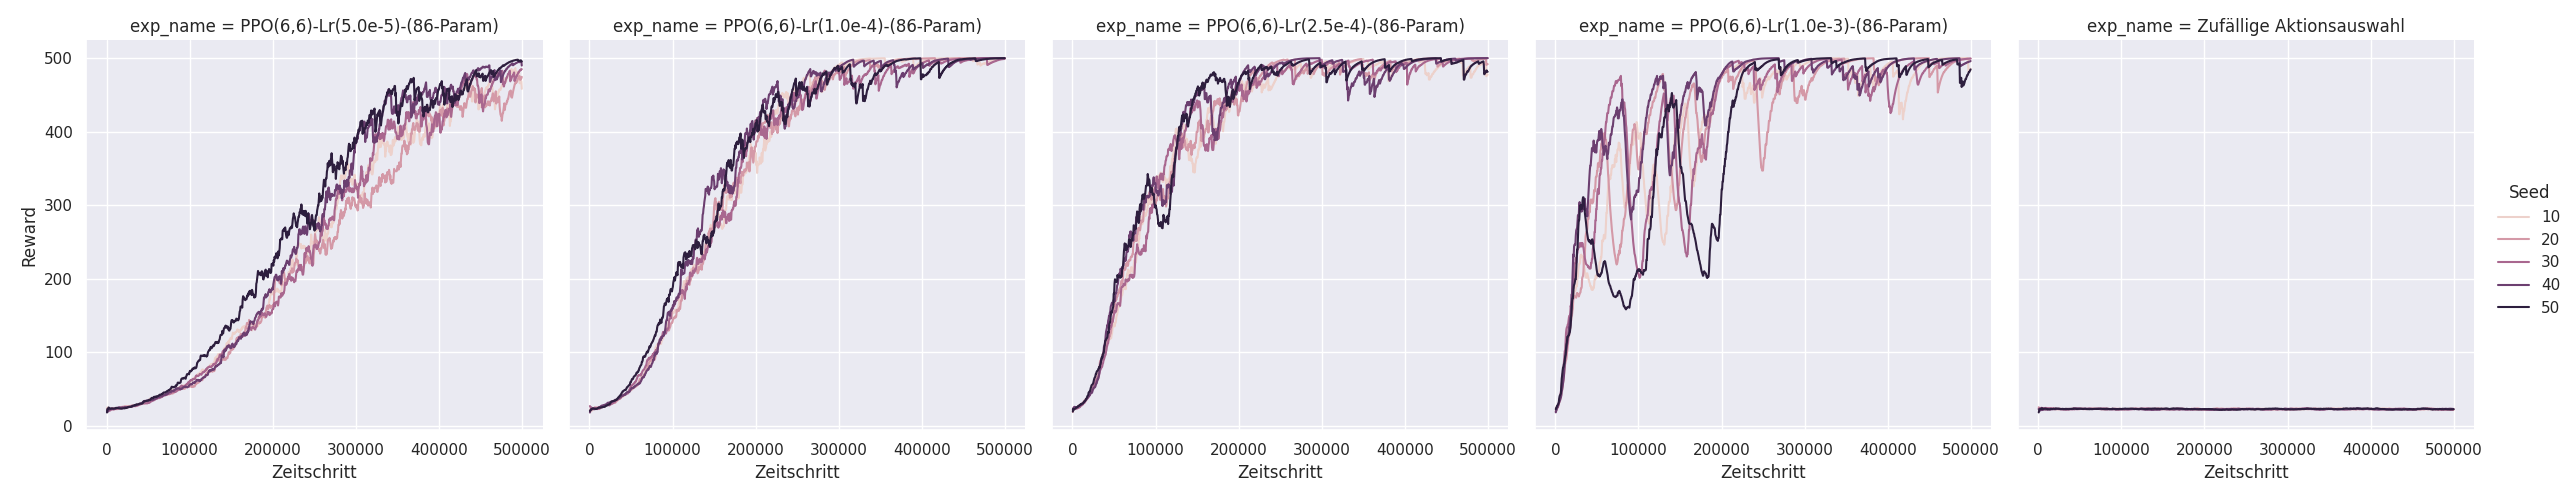 exp_name = PPO(6,6)-Lr(5.0e-5)-(86-Param)
exp_name = PPO(6,6)-Lr(1.0e-4)-(86-Param)
exp_name = PPO(6,6)-Lr(2.5e-4)-(86-Param)
exp_name = PPO(6,6)-Lr(1.0e-3)-(86-Param)
exp_name = Zufällige Aktionsauswahl
500
400
300
200
100
0
Reward
0 100000 200000 300000 400000 500000
0 100000 200000 300000 400000 500000
0 100000 200000 300000 400000 500000
0 100000 200000 300000 400000 500000
0 100000 200000 300000 400000 500000
Zeitschritt
Zeitschritt
Zeitschritt
Zeitschritt
Zeitschritt
Seed
10
20
30
40
50